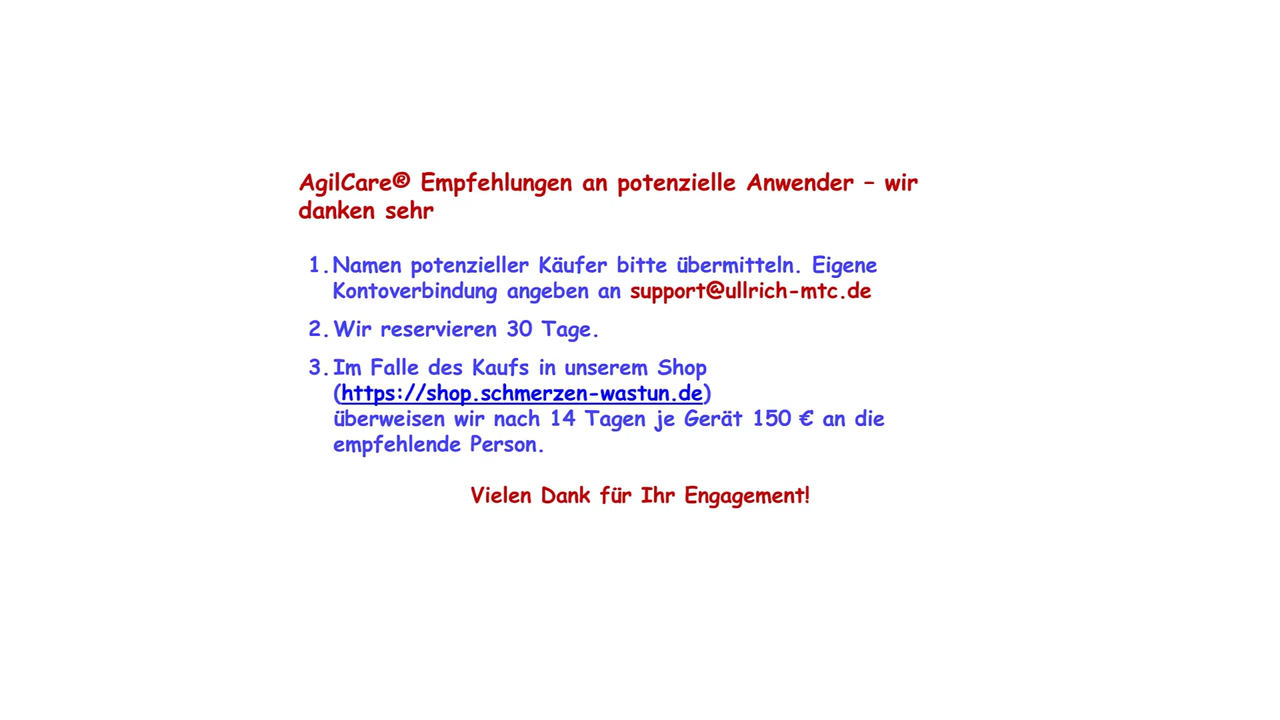 AgilCare® Empfehlungen an potenzielle Anwender – wir
danken sehr
1. Namen potenzieller Käufer bitte übermitteln. Eigene
Kontoverbindung angeben an support@ullrich-mtc.de
2. Wir reservieren 30 Tage.
3. Im Falle des Kaufs in unserem Shop
(https://shop.schmerzen-wastun.de)
überweisen wir nach 14 Tagen je Gerät 150 € an die
empfehlende Person.
Vielen Dank für Ihr Engagement!